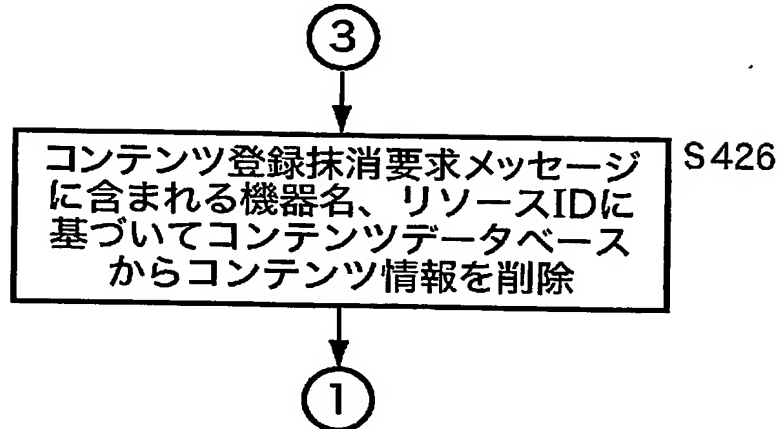 ③
コンテンツ登録抹消要求メッセージ
に含まれる機器名、リソースIDに
基づいてコンテンツデータベース
からコンテンツ情報を削除
S426
①